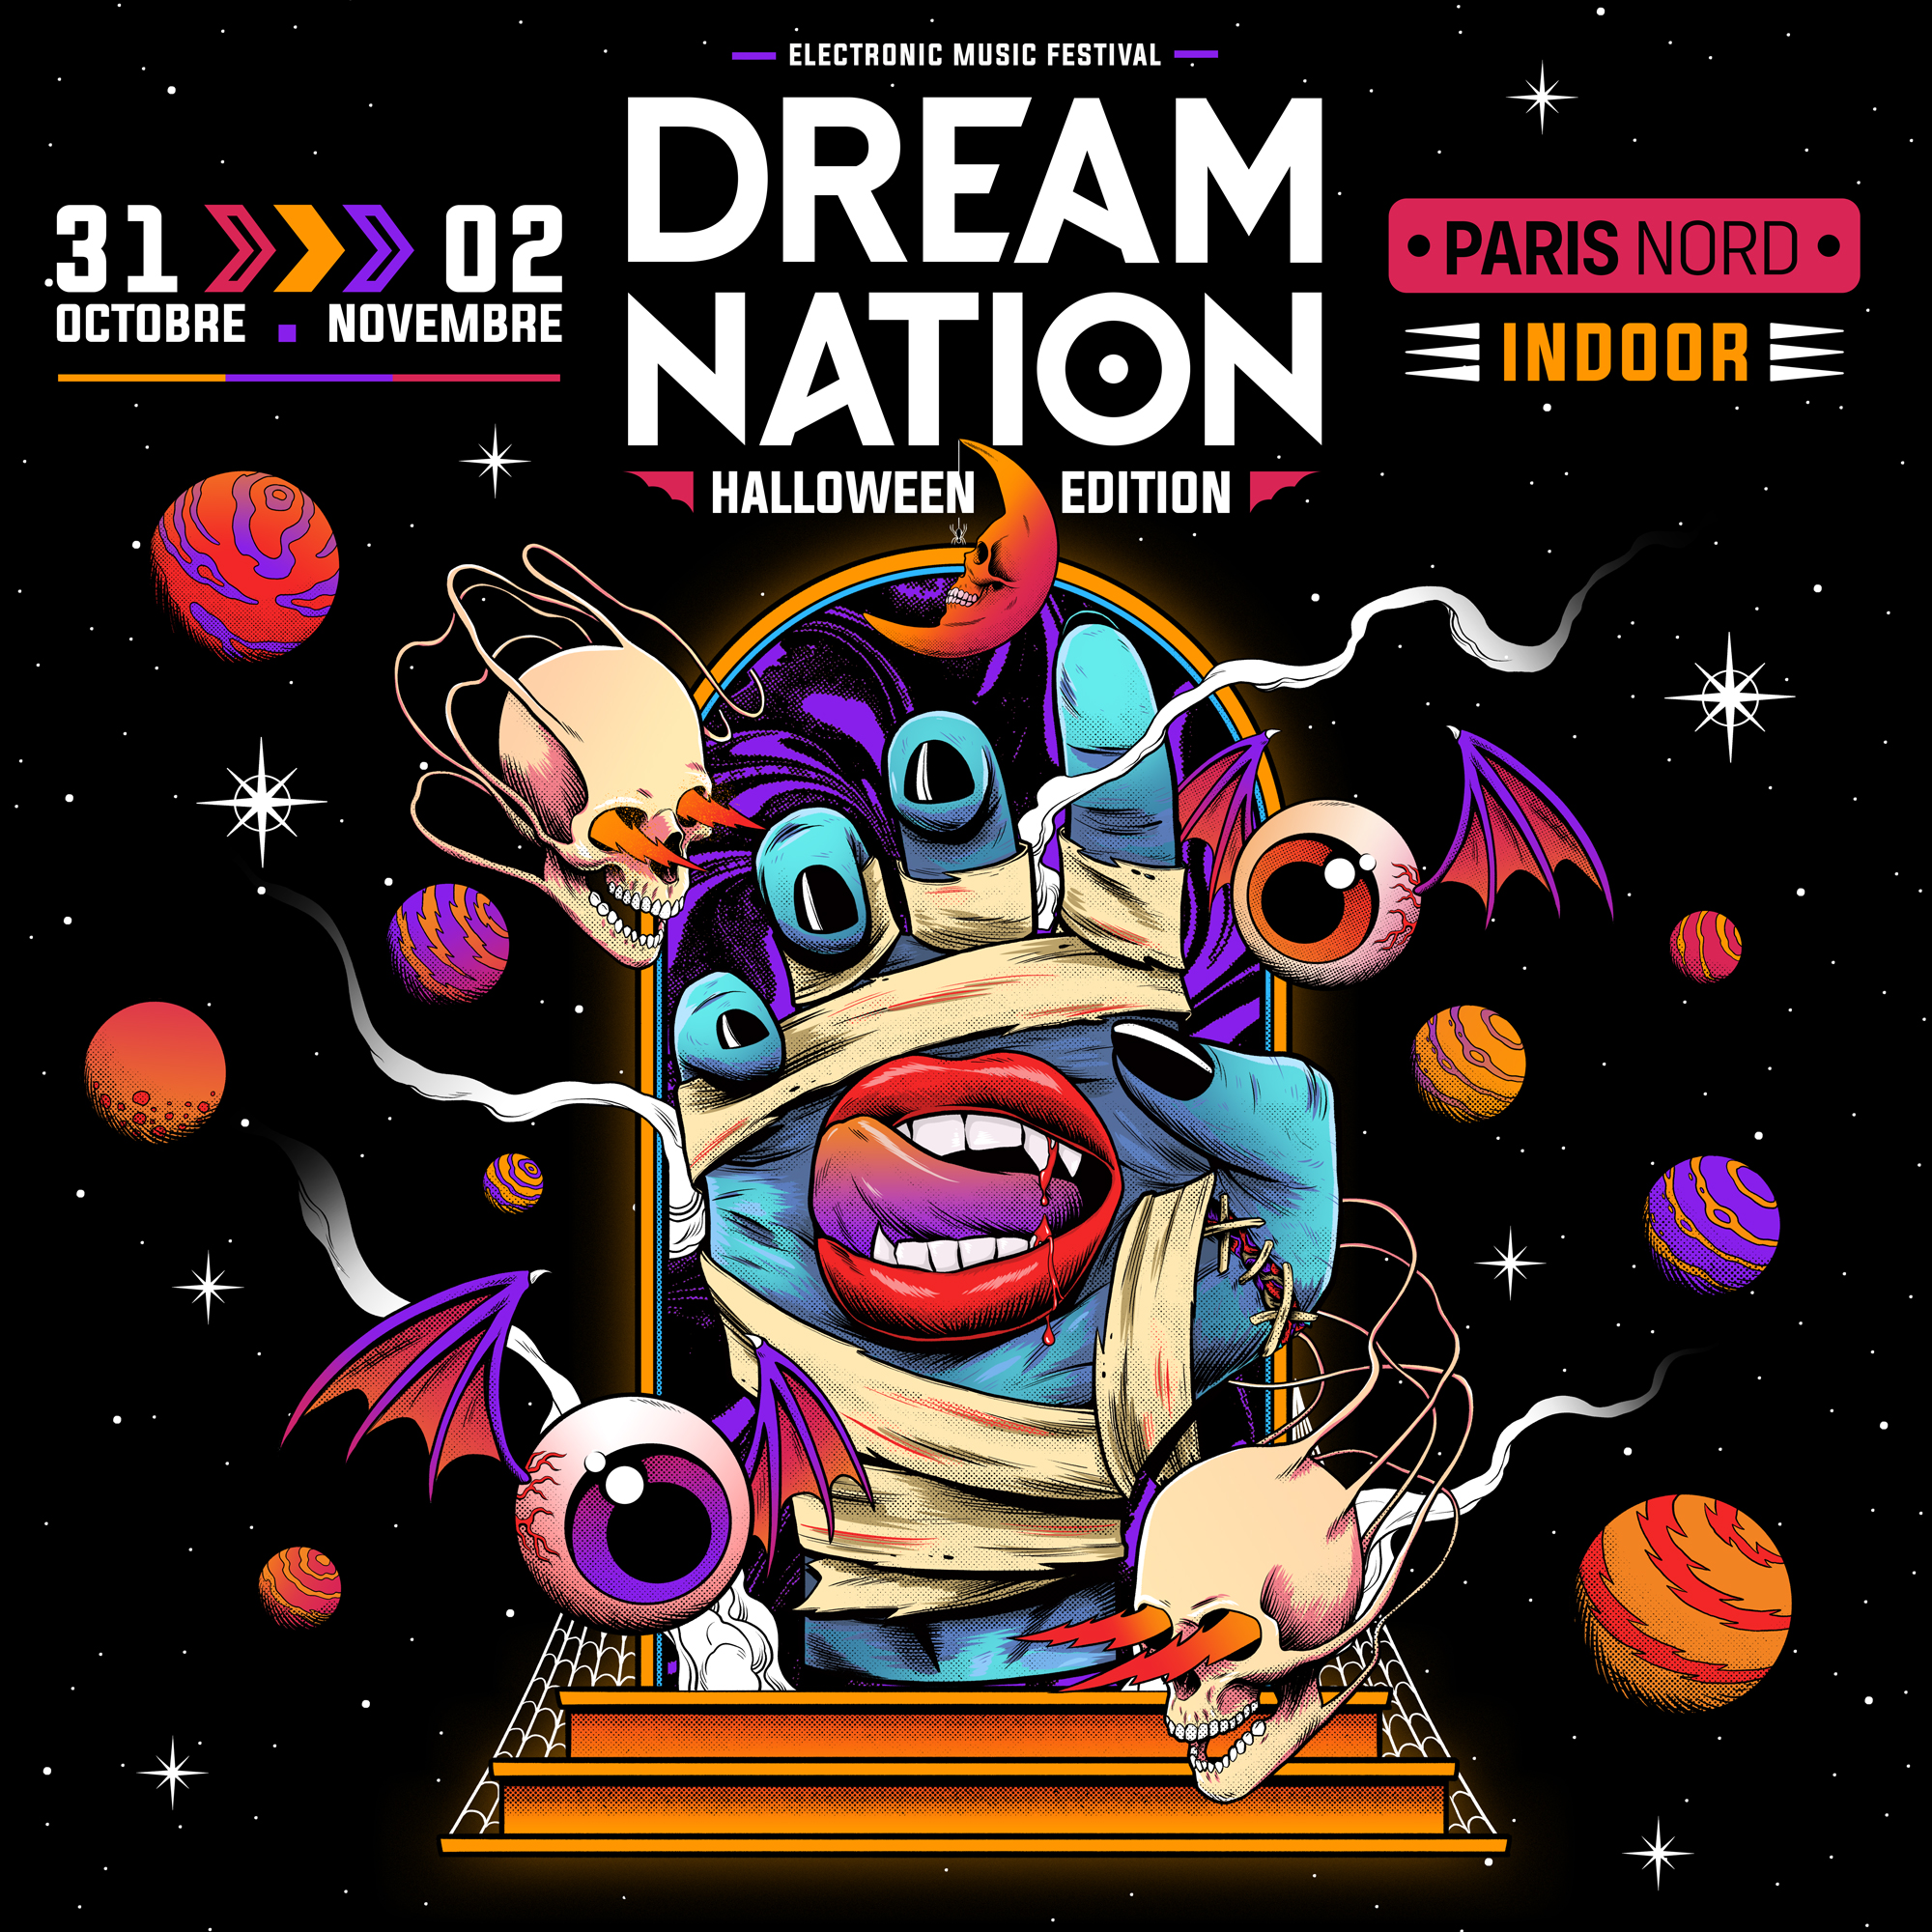 ELECTRONIC MUSIC FESTIVAL
DREAM
NATION
HALLOWEEN EDITION
31 02
OCTOBRE . NOVEMBRE
• PARIS NORD •
INDOOR